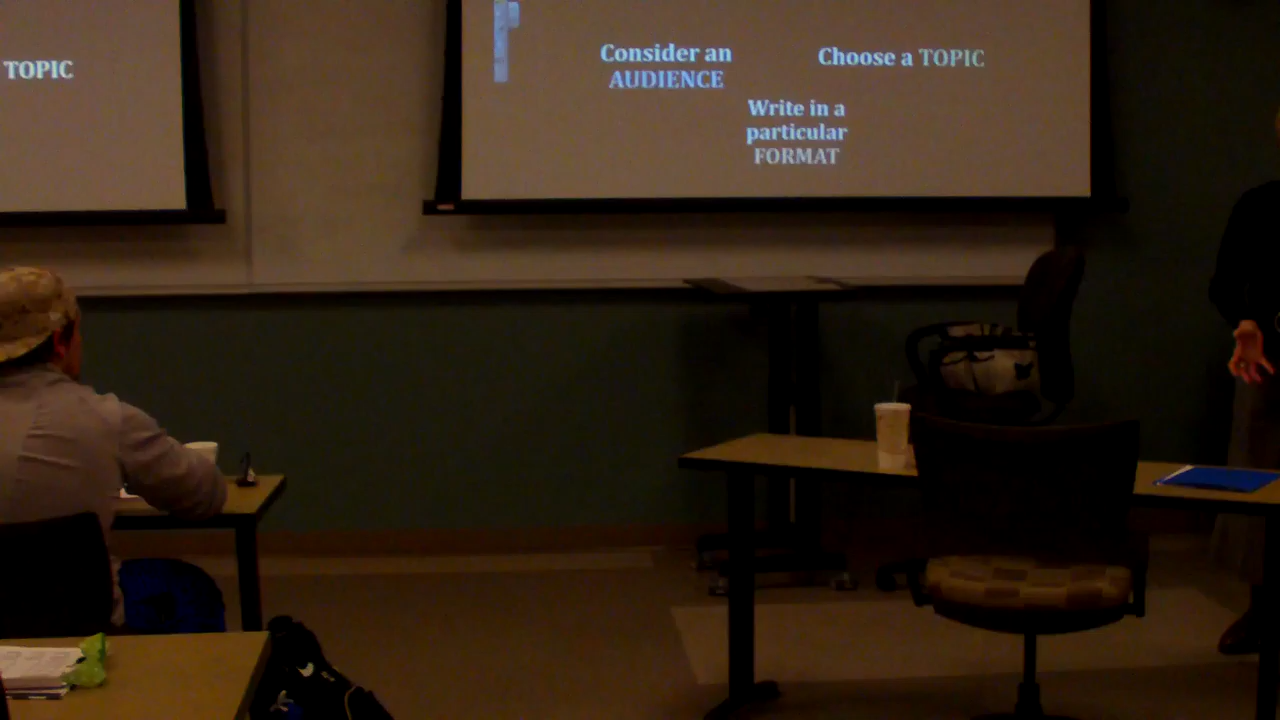 TOPIC
Consider an
AUDIENCE
Choose a TOPIC
Write in a
particular
FORMAT